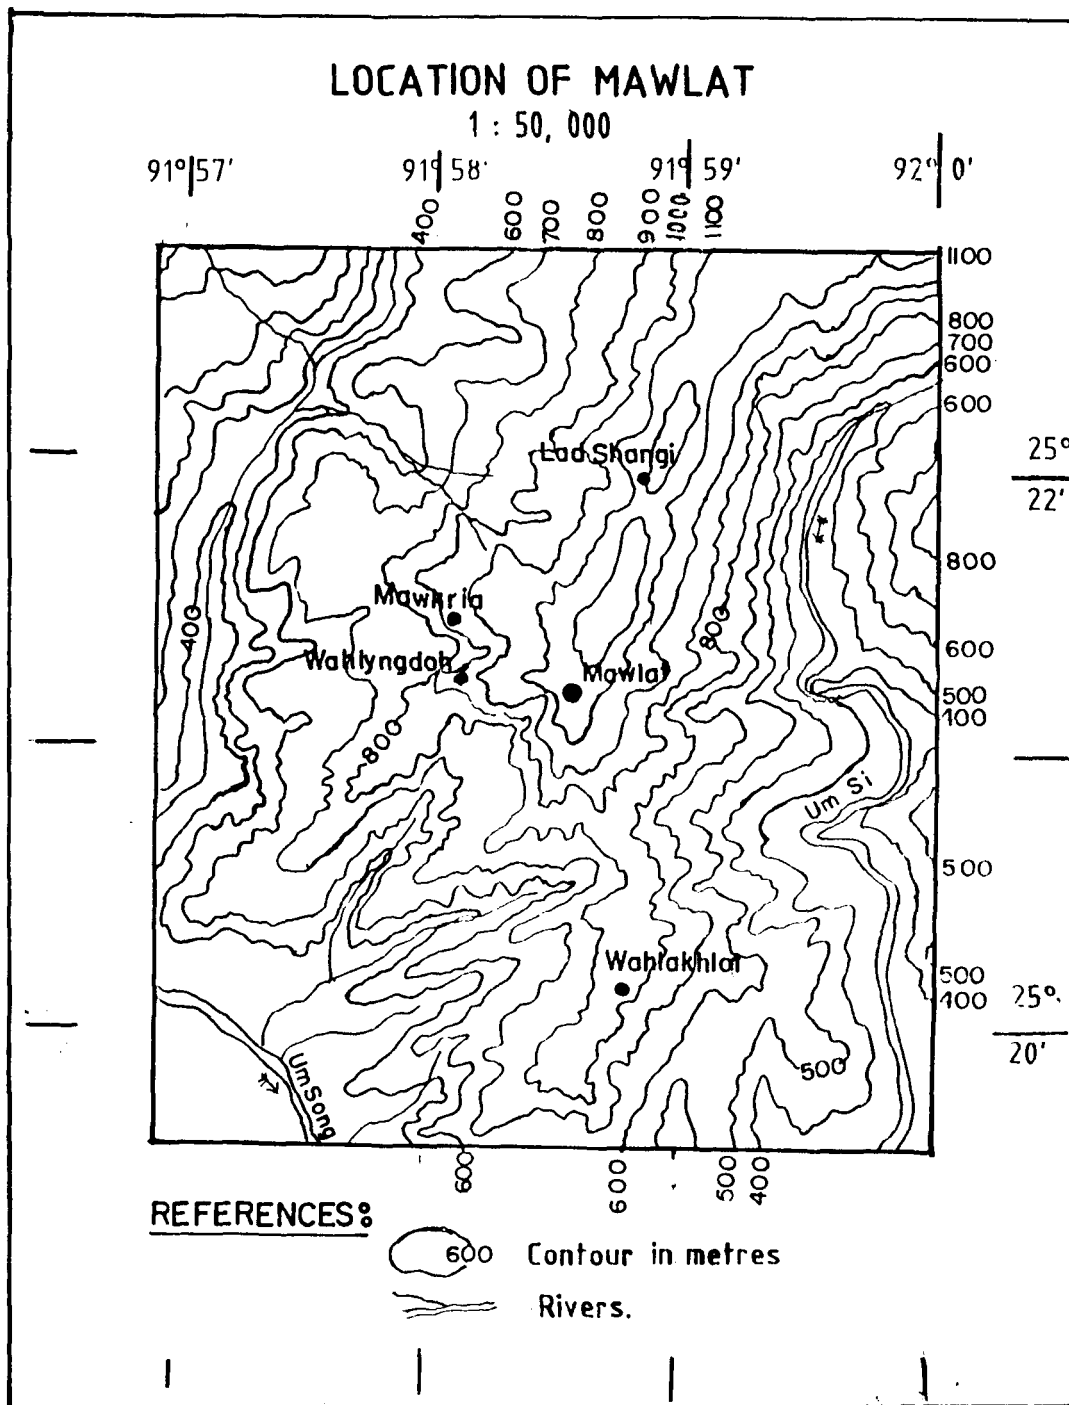 LOCATION OF MAWLAT
1 : 50, 000
91° 57'
91° 58'
91° 59'
92° 0'
400
600
700
800
900
1000
1100
1100
800
700
600
600
Lad Shangi
25°
22'
800
Mawkria
400
800
600
Wahlyngdoh
Mawlat
500
400
800
Um Si
500
Wahlakhlat
500
400
25°
20'
500
Um Song
600
600
500
400
REFERENCES:
600 Contour in metres
Rivers.